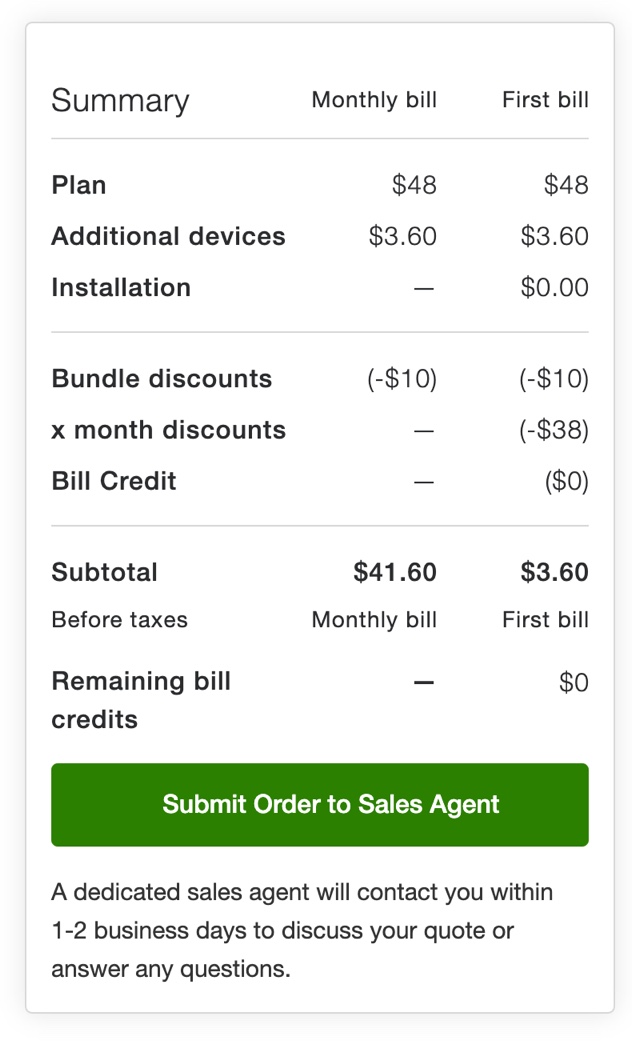 Summary Monthly bill First bill
Plan $48 $48
Additional devices $3.60 $3.60
Installation — $0.00
Bundle discounts (-$10) (-$10)
x month discounts — (-$38)
Bill Credit — ($0)
Subtotal $41.60 $3.60
Before taxes Monthly bill First bill
Remaining bill — $0
credits
Submit Order to Sales Agent
A dedicated sales agent will contact you within
1-2 business days to discuss your quote or
answer any questions.